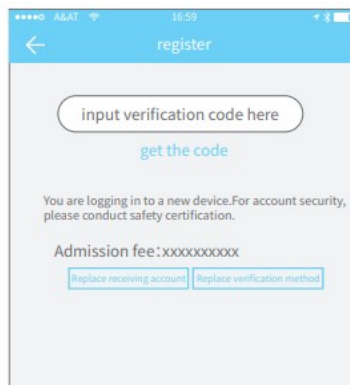 A&AT 16:59
register
input verification code here
get the code
You are logging in to a new device.For account security,
please conduct safety certification.
Admission fee:xxxxxxxxxx
Replace receiving account Replace verification method